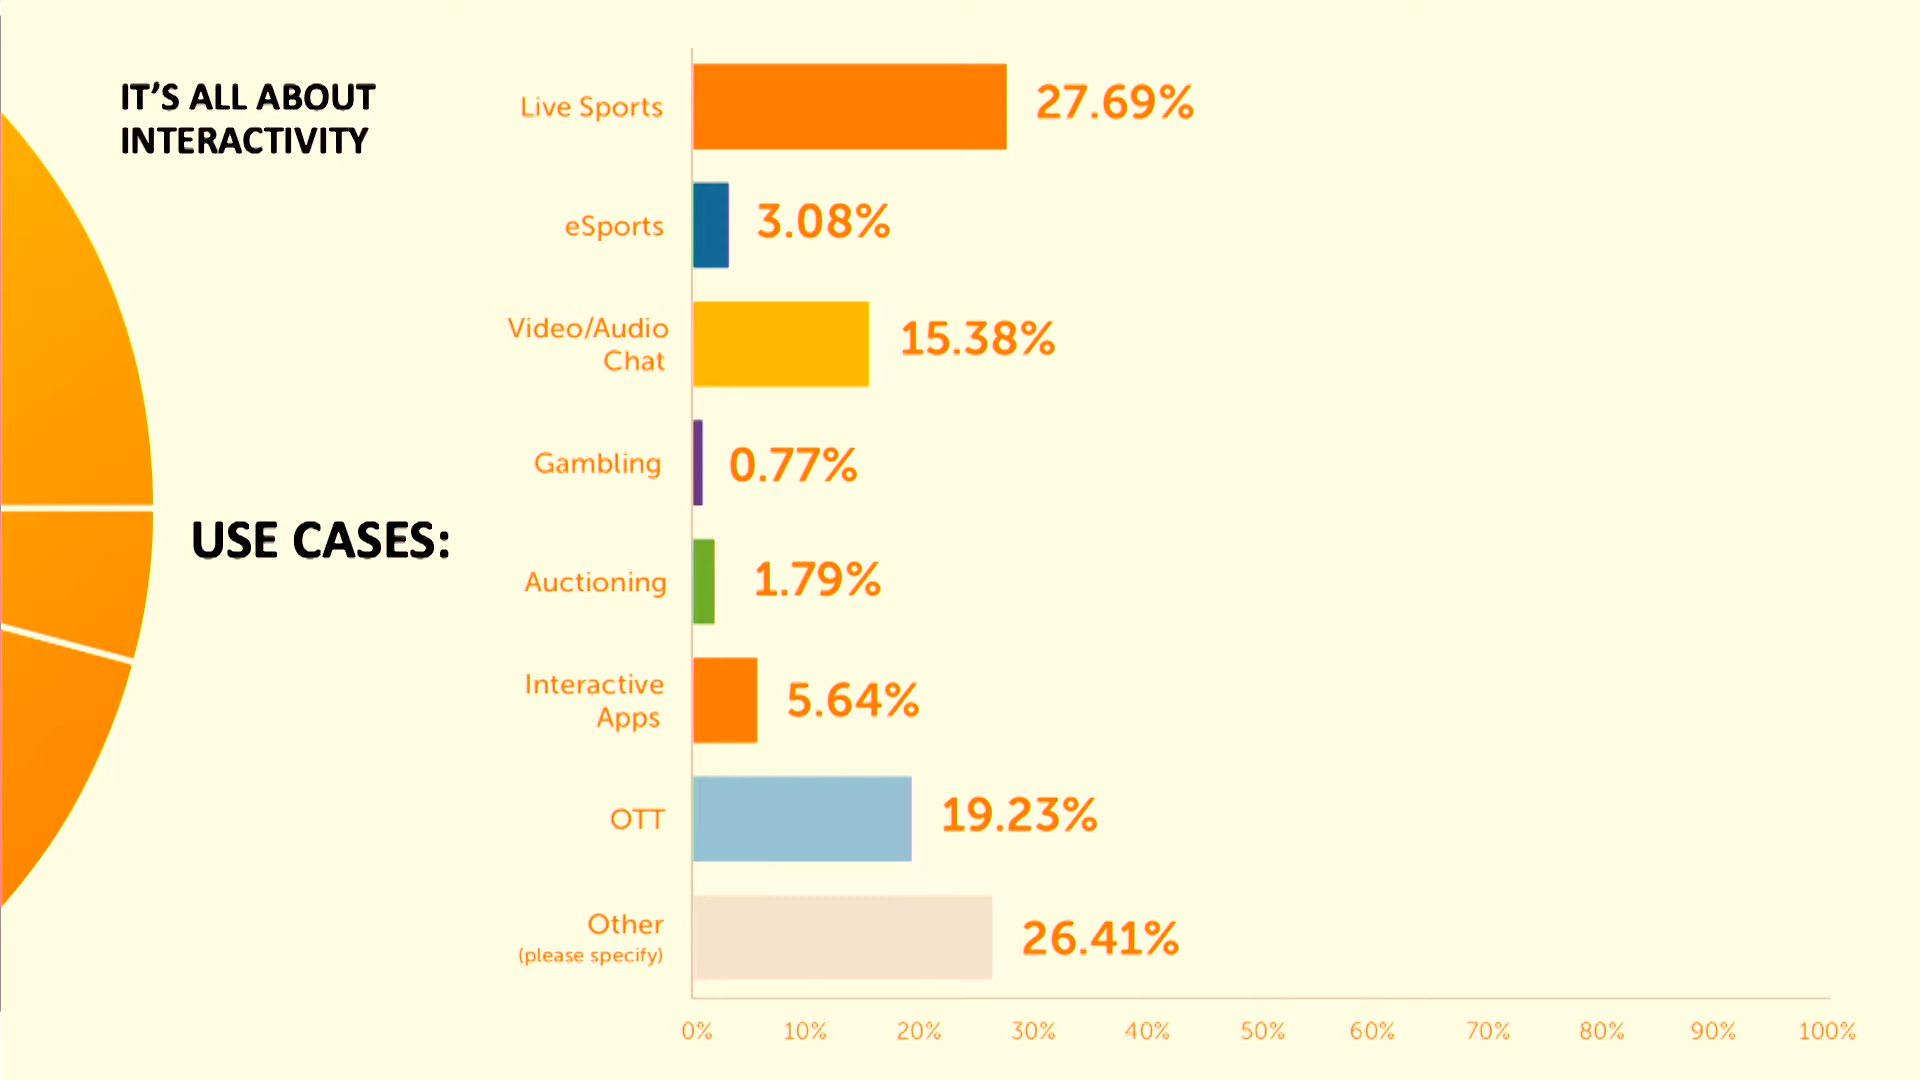 IT’S ALL ABOUT
INTERACTIVITY
USE CASES:
Live Sports 27.69%
eSports 3.08%
Video/Audio
Chat 15.38%
Gambling 0.77%
Auctioning 1.79%
Interactive
Apps 5.64%
OTT 19.23%
Other
(please specify) 26.41%
0% 10% 20% 30% 40% 50% 60% 70% 80% 90% 100%